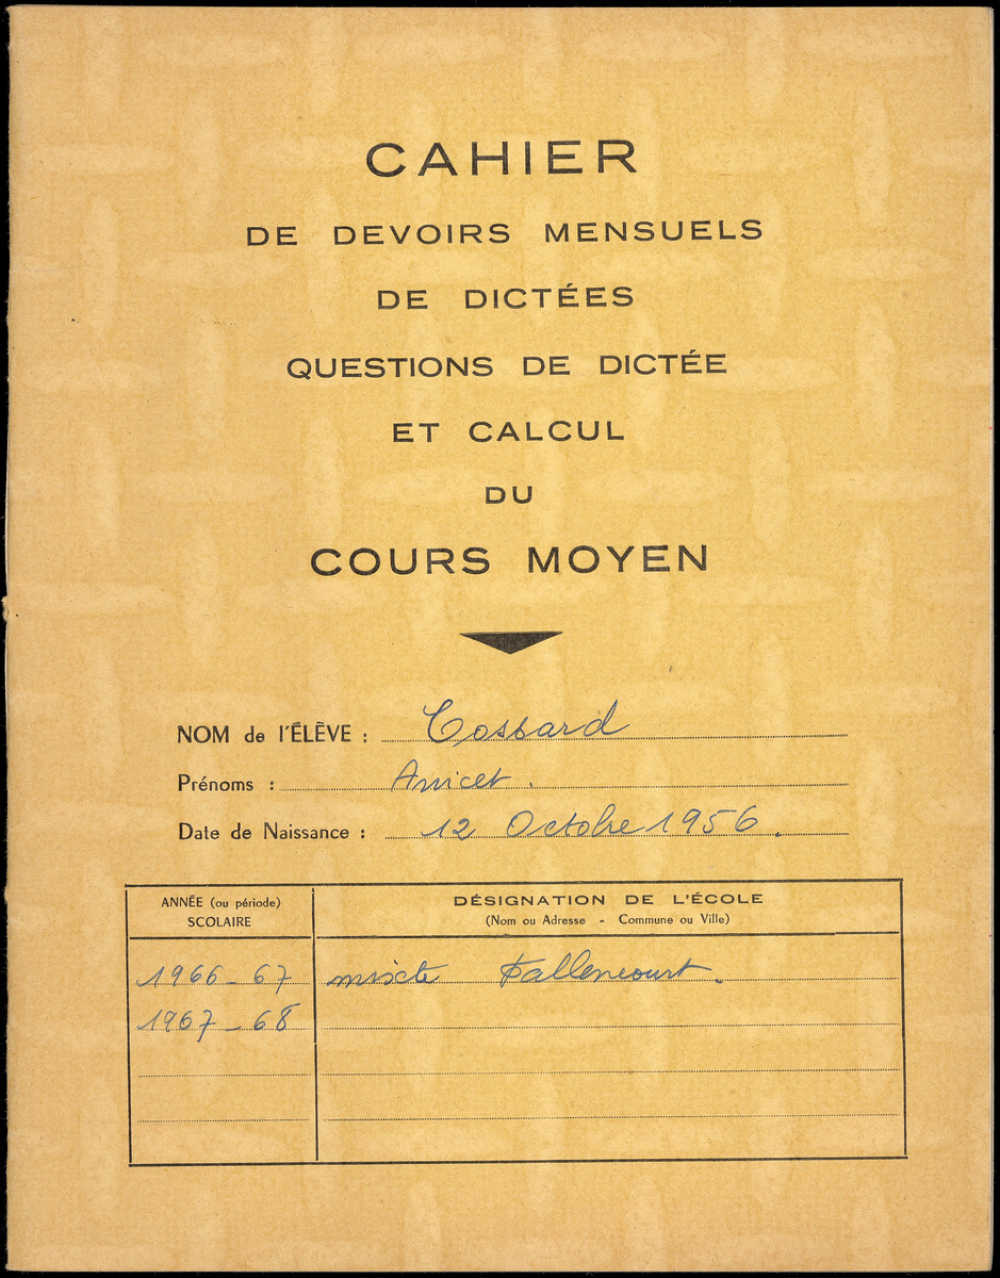 CAHIER
DE DEVOIRS MENSUELS
DE DICTÉES
QUESTIONS DE DICTÉE
ET CALCUL
DU
COURS MOYEN
NOM de l'ÉLÈVE : Cossard
Prénoms : Anicet.
Date de Naissance : 12 Octobre 1956.
ANNÉE (ou période) SCOLAIRE
DÉSIGNATION DE L'ÉCOLE
(Nom ou Adresse - Commune ou Ville)
1966-67 mixte Fallencourt.
1967-68